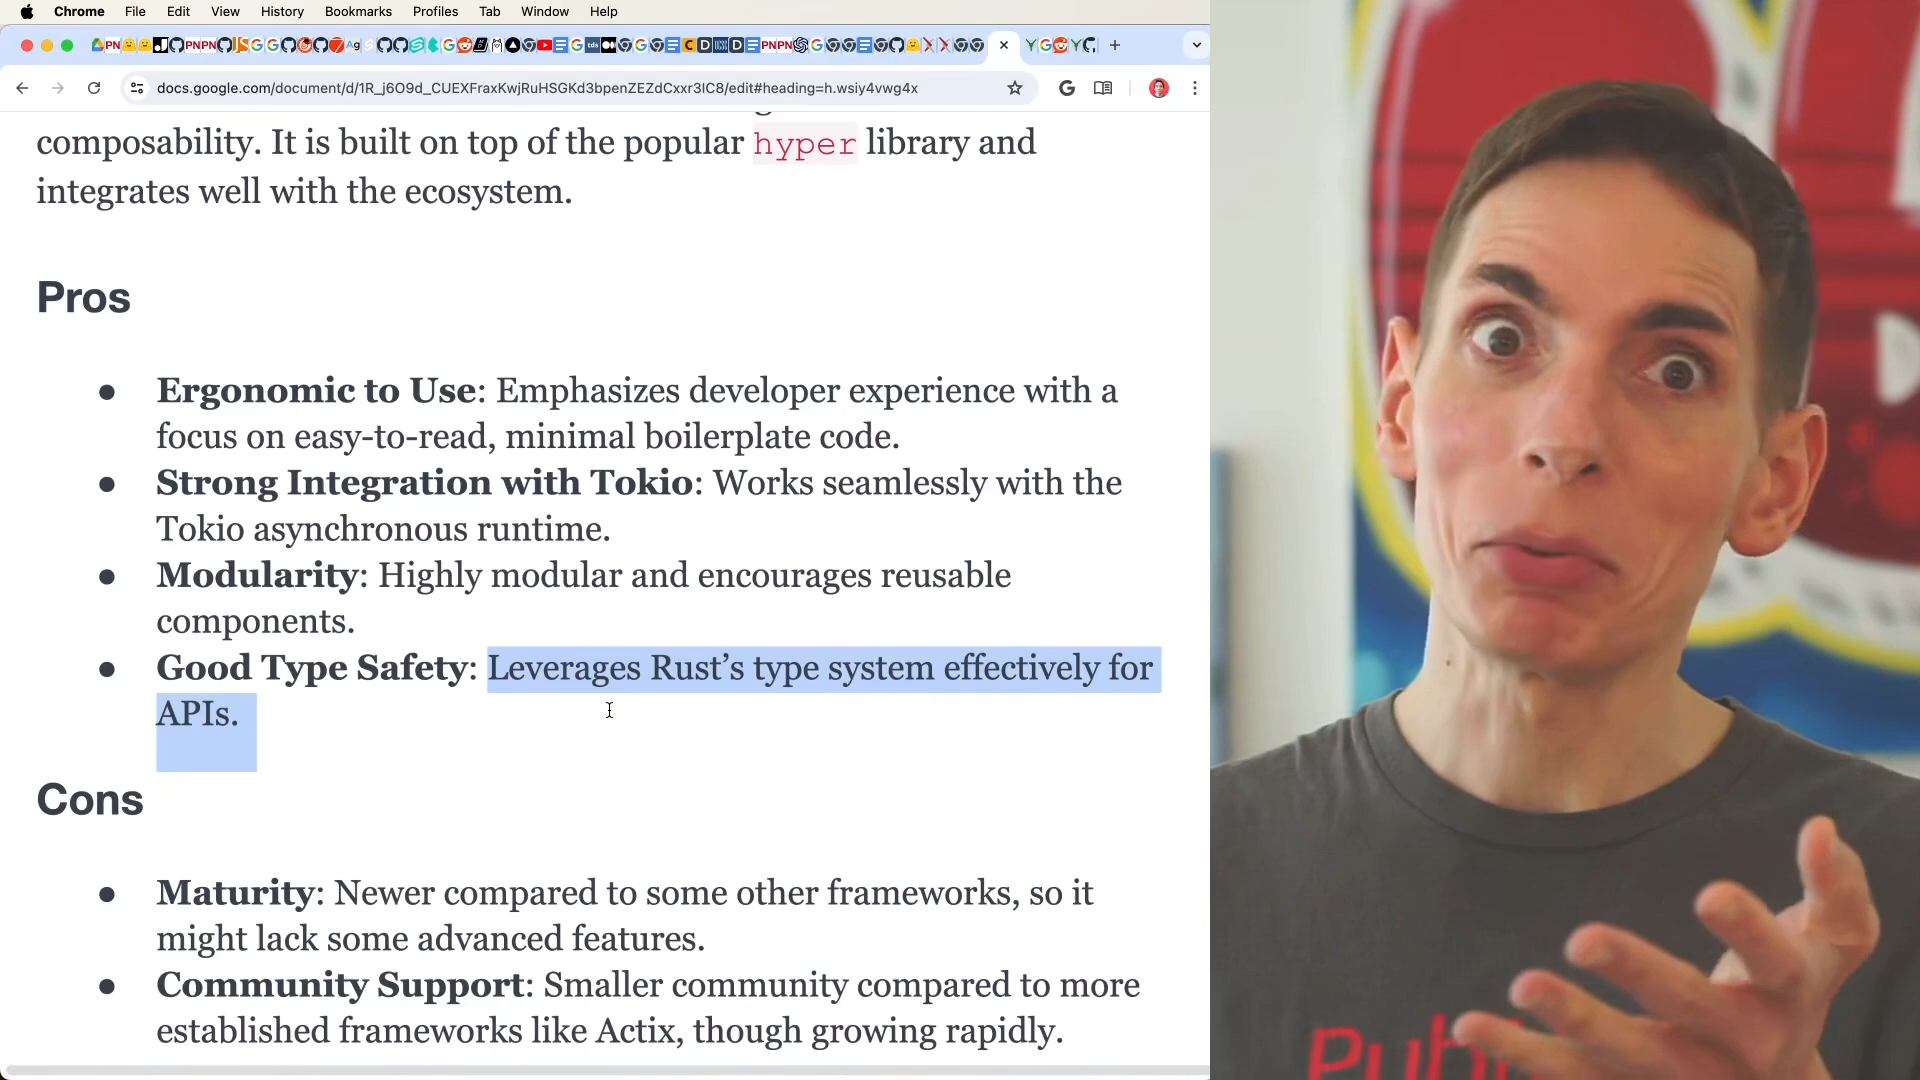 Chrome File Edit View History Bookmarks Profiles Tab Window Help
docs.google.com/document/d/1R_j6O9d_CUEXFraxKwjRuHSGKd3bpenZEZdCxxr3IC8/edit#heading=h.wsiy4vwg4x
composability. It is built on top of the popular hyper library and
integrates well with the ecosystem.
Pros
● Ergonomic to Use: Emphasizes developer experience with a
focus on easy-to-read, minimal boilerplate code.
● Strong Integration with Tokio: Works seamlessly with the
Tokio asynchronous runtime.
● Modularity: Highly modular and encourages reusable
components.
● Good Type Safety: Leverages Rust’s type system effectively for
APIs.
Cons
● Maturity: Newer compared to some other frameworks, so it
might lack some advanced features.
● Community Support: Smaller community compared to more
established frameworks like Actix, though growing rapidly.